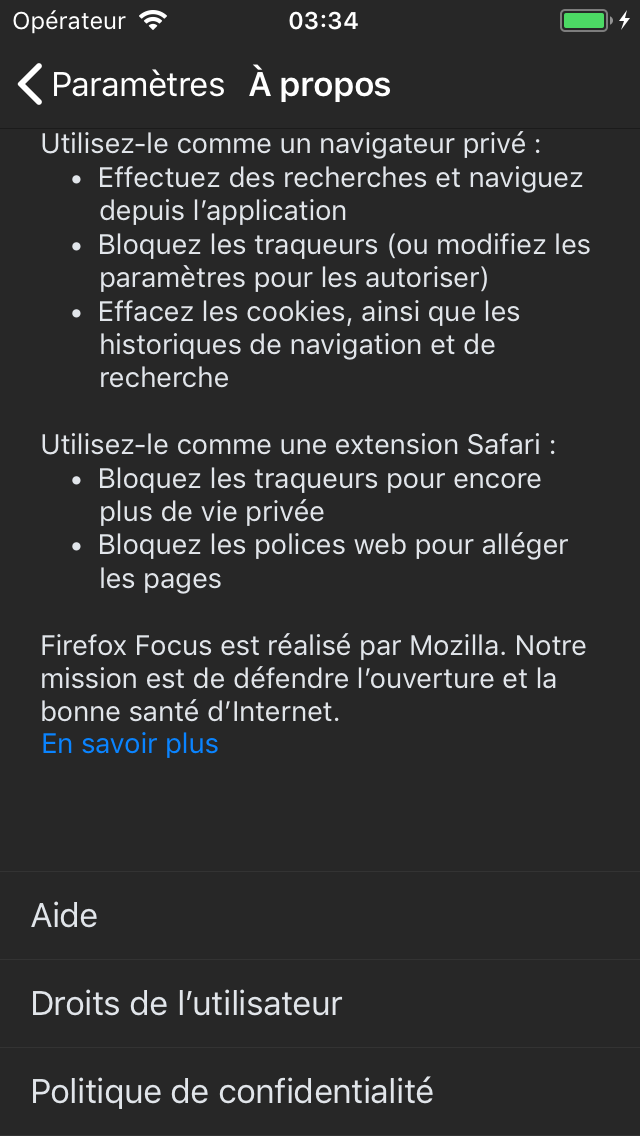 Opérateur 03:34
Paramètres À propos
Utilisez-le comme un navigateur privé :
• Effectuez des recherches et naviguez
depuis l’application
• Bloquez les traqueurs (ou modifiez les
paramètres pour les autoriser)
• Effacez les cookies, ainsi que les
historiques de navigation et de
recherche
Utilisez-le comme une extension Safari :
• Bloquez les traqueurs pour encore
plus de vie privée
• Bloquez les polices web pour alléger
les pages
Firefox Focus est réalisé par Mozilla. Notre
mission est de défendre l’ouverture et la
bonne santé d’Internet.
En savoir plus
Aide
Droits de l’utilisateur
Politique de confidentialité